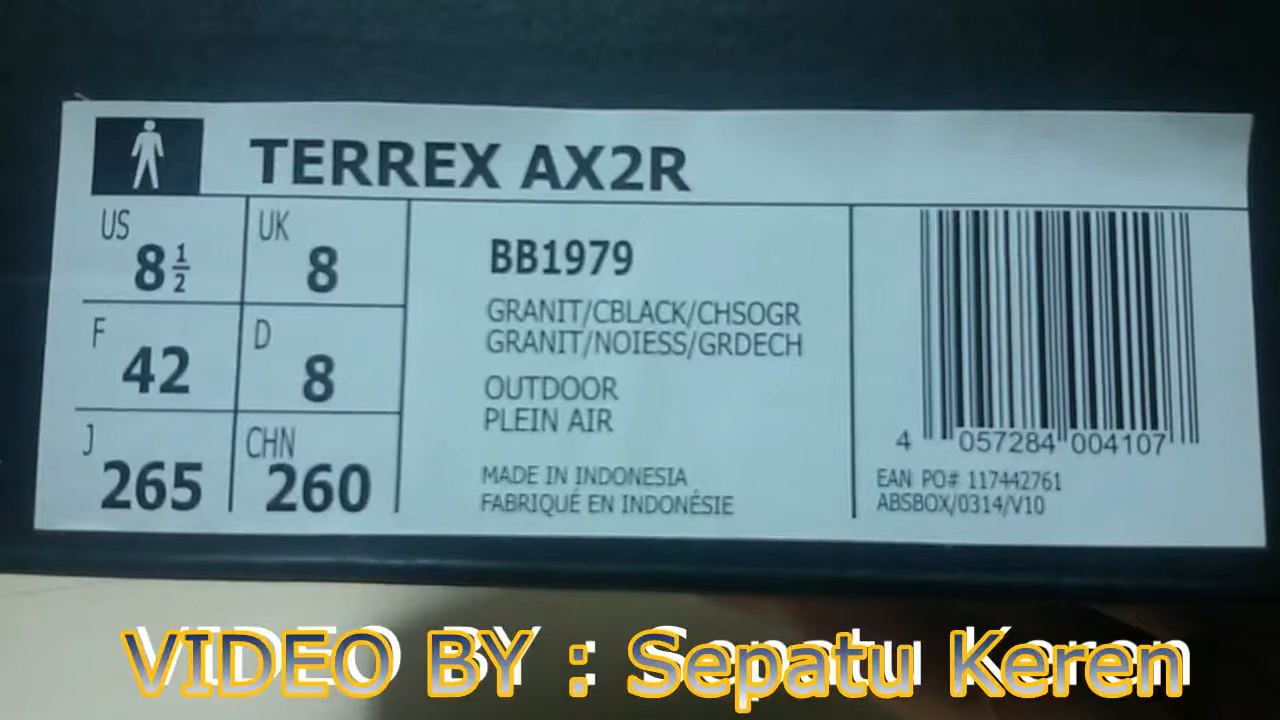 TERREX AX2R
US 8½ UK 8
F 42 D 8
J 265 CHN 260
BB1979
GRANIT/CBLACK/CHSOGR
GRANIT/NOIESS/GRDECH
OUTDOOR
PLEIN AIR
MADE IN INDONESIA
FABRIQUÉ EN INDONÉSIE
4 057284 004107
EAN PO# 117442761
ABSBOX/0314/V10
VIDEO BY : Sepatu Keren